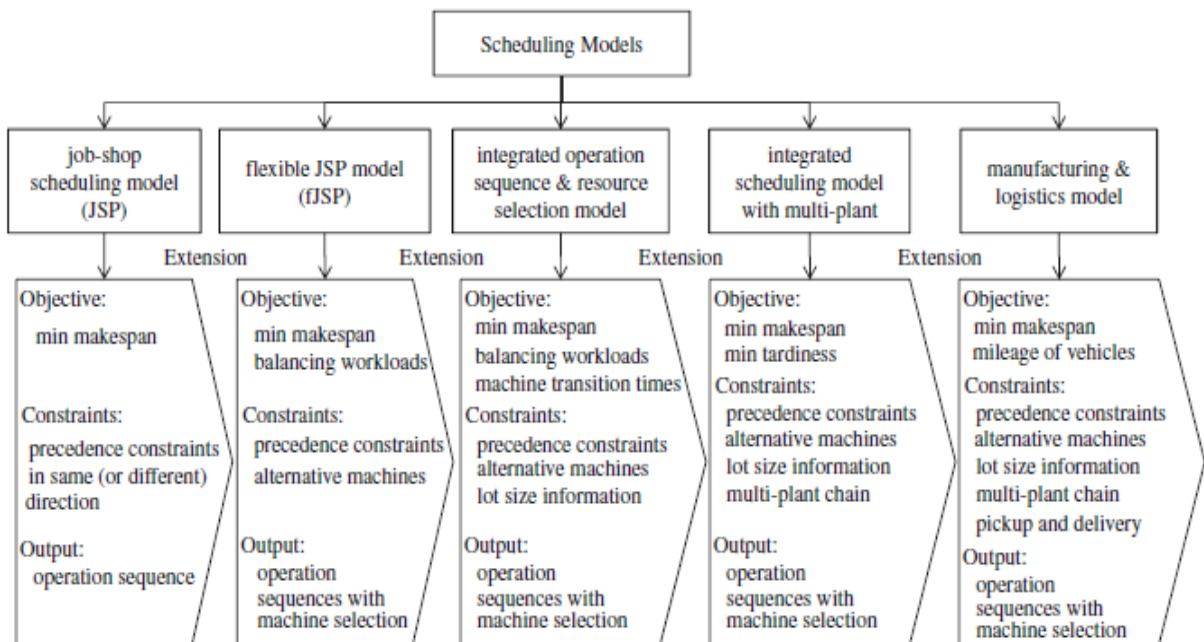 Scheduling Models
job-shop
scheduling model
(JSP)
flexible JSP model
(fJSP)
integrated operation
sequence & resource
selection model
integrated
scheduling model
with multi-plant
manufacturing &
logistics model
Extension
Extension
Extension
Extension
Objective:
min makespan
Constraints:
precedence constraints
in same (or different)
direction
Output:
operation sequence
Objective:
min makespan
balancing workloads
Constraints:
precedence constraints
alternative machines
Output:
operation
sequences with
machine selection
Objective:
min makespan
balancing workloads
machine transition times
Constraints:
precedence constraints
alternative machines
lot size information
Output:
operation
sequences with
machine selection
Objective:
min makespan
min tardiness
Constraints:
precedence constraints
alternative machines
lot size information
multi-plant chain
Output:
operation
sequences with
machine selection
Objective:
min makespan
mileage of vehicles
Constraints:
precedence constraints
alternative machines
lot size information
multi-plant chain
pickup and delivery
Output:
operation
sequences with
machine selection